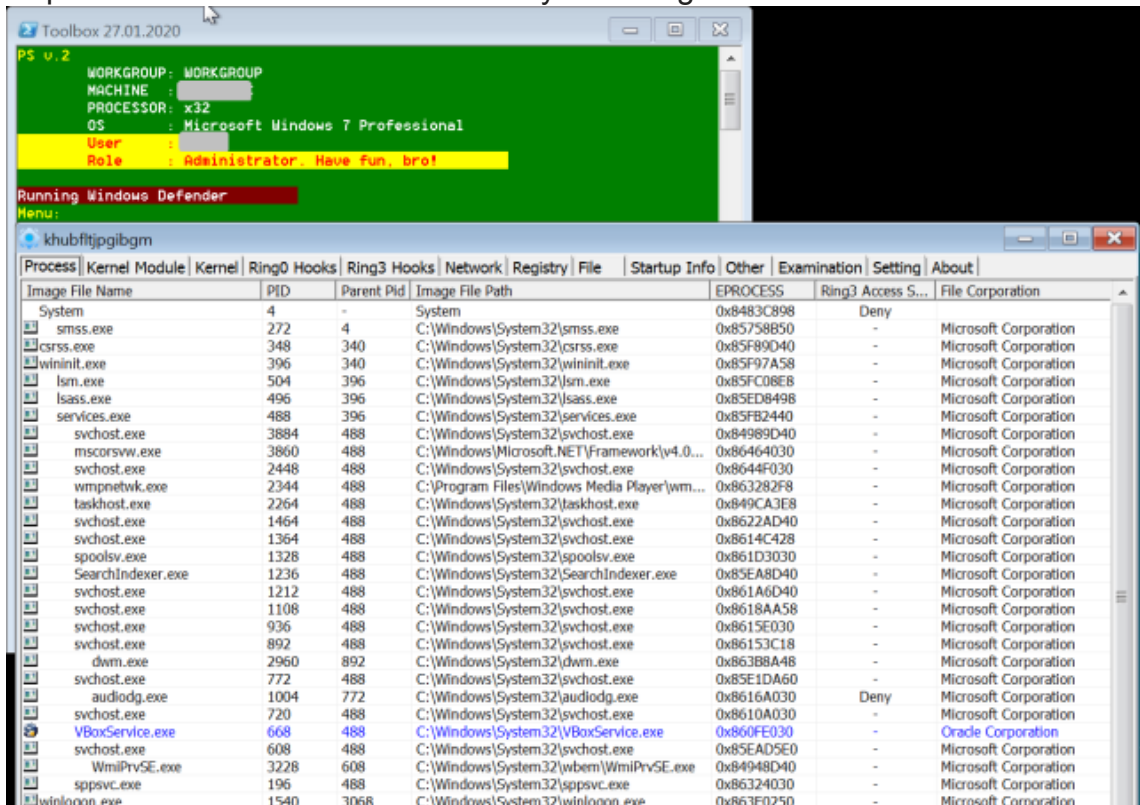 Toolbox 27.01.2020
PS v.2
WORKGROUP: WORKGROUP
MACHINE :
PROCESSOR: x32
OS : Microsoft Windows 7 Professional
User :
Role : Administrator. Have fun, bro!
Running Windows Defender
Menu:
khubfltjpgibgm
Process Kernel Module Kernel Ring0 Hooks Ring3 Hooks Network Registry File Startup Info Other Examination Setting About
Image File Name PID Parent Pid Image File Path EPROCESS Ring3 Access S... File Corporation
System 4 - System 0x8483C898 Deny
smss.exe 272 4 C:\Windows\System32\smss.exe 0x85758B50 - Microsoft Corporation
csrss.exe 348 340 C:\Windows\System32\csrss.exe 0x85F89D40 - Microsoft Corporation
wininit.exe 396 340 C:\Windows\System32\wininit.exe 0x85F97A58 - Microsoft Corporation
lsm.exe 504 396 C:\Windows\System32\lsm.exe 0x85FC08E8 - Microsoft Corporation
lsass.exe 496 396 C:\Windows\System32\lsass.exe 0x85ED8498 - Microsoft Corporation
services.exe 488 396 C:\Windows\System32\services.exe 0x85FB2440 - Microsoft Corporation
svchost.exe 3884 488 C:\Windows\System32\svchost.exe 0x84989D40 - Microsoft Corporation
mscorsvw.exe 3860 488 C:\Windows\Microsoft.NET\Framework\v4.0... 0x86464030 - Microsoft Corporation
svchost.exe 2448 488 C:\Windows\System32\svchost.exe 0x8644F030 - Microsoft Corporation
wmpnetwk.exe 2344 488 C:\Program Files\Windows Media Player\wm... 0x863282F8 - Microsoft Corporation
taskhost.exe 2264 488 C:\Windows\System32\taskhost.exe 0x849CA3E8 - Microsoft Corporation
svchost.exe 1464 488 C:\Windows\System32\svchost.exe 0x8622AD40 - Microsoft Corporation
svchost.exe 1364 488 C:\Windows\System32\svchost.exe 0x8614C428 - Microsoft Corporation
spoolsv.exe 1328 488 C:\Windows\System32\spoolsv.exe 0x861D3030 - Microsoft Corporation
SearchIndexer.exe 1236 488 C:\Windows\System32\SearchIndexer.exe 0x85EA8D40 - Microsoft Corporation
svchost.exe 1212 488 C:\Windows\System32\svchost.exe 0x861A6D40 - Microsoft Corporation
svchost.exe 1108 488 C:\Windows\System32\svchost.exe 0x8618AA58 - Microsoft Corporation
svchost.exe 936 488 C:\Windows\System32\svchost.exe 0x8615E030 - Microsoft Corporation
svchost.exe 892 488 C:\Windows\System32\svchost.exe 0x86153C18 - Microsoft Corporation
dwm.exe 2960 892 C:\Windows\System32\dwm.exe 0x863B8A48 - Microsoft Corporation
svchost.exe 772 488 C:\Windows\System32\svchost.exe 0x85E1DA60 - Microsoft Corporation
audiodg.exe 1004 772 C:\Windows\System32\audiodg.exe 0x8616A030 Deny Microsoft Corporation
svchost.exe 720 488 C:\Windows\System32\svchost.exe 0x8610A030 - Microsoft Corporation
VBoxService.exe 668 488 C:\Windows\System32\VBoxService.exe 0x860FE030 - Oracle Corporation
svchost.exe 608 488 C:\Windows\System32\svchost.exe 0x85EAD5E0 - Microsoft Corporation
WmiPrvSE.exe 3228 608 C:\Windows\System32\wbem\WmiPrvSE.exe 0x84948D40 - Microsoft Corporation
sppsvc.exe 196 488 C:\Windows\System32\sppsvc.exe 0x86324030 - Microsoft Corporation
winlogon.exe 1540 3068 C:\Windows\System32\winlogon.exe 0x863E0250 - Microsoft Corporation